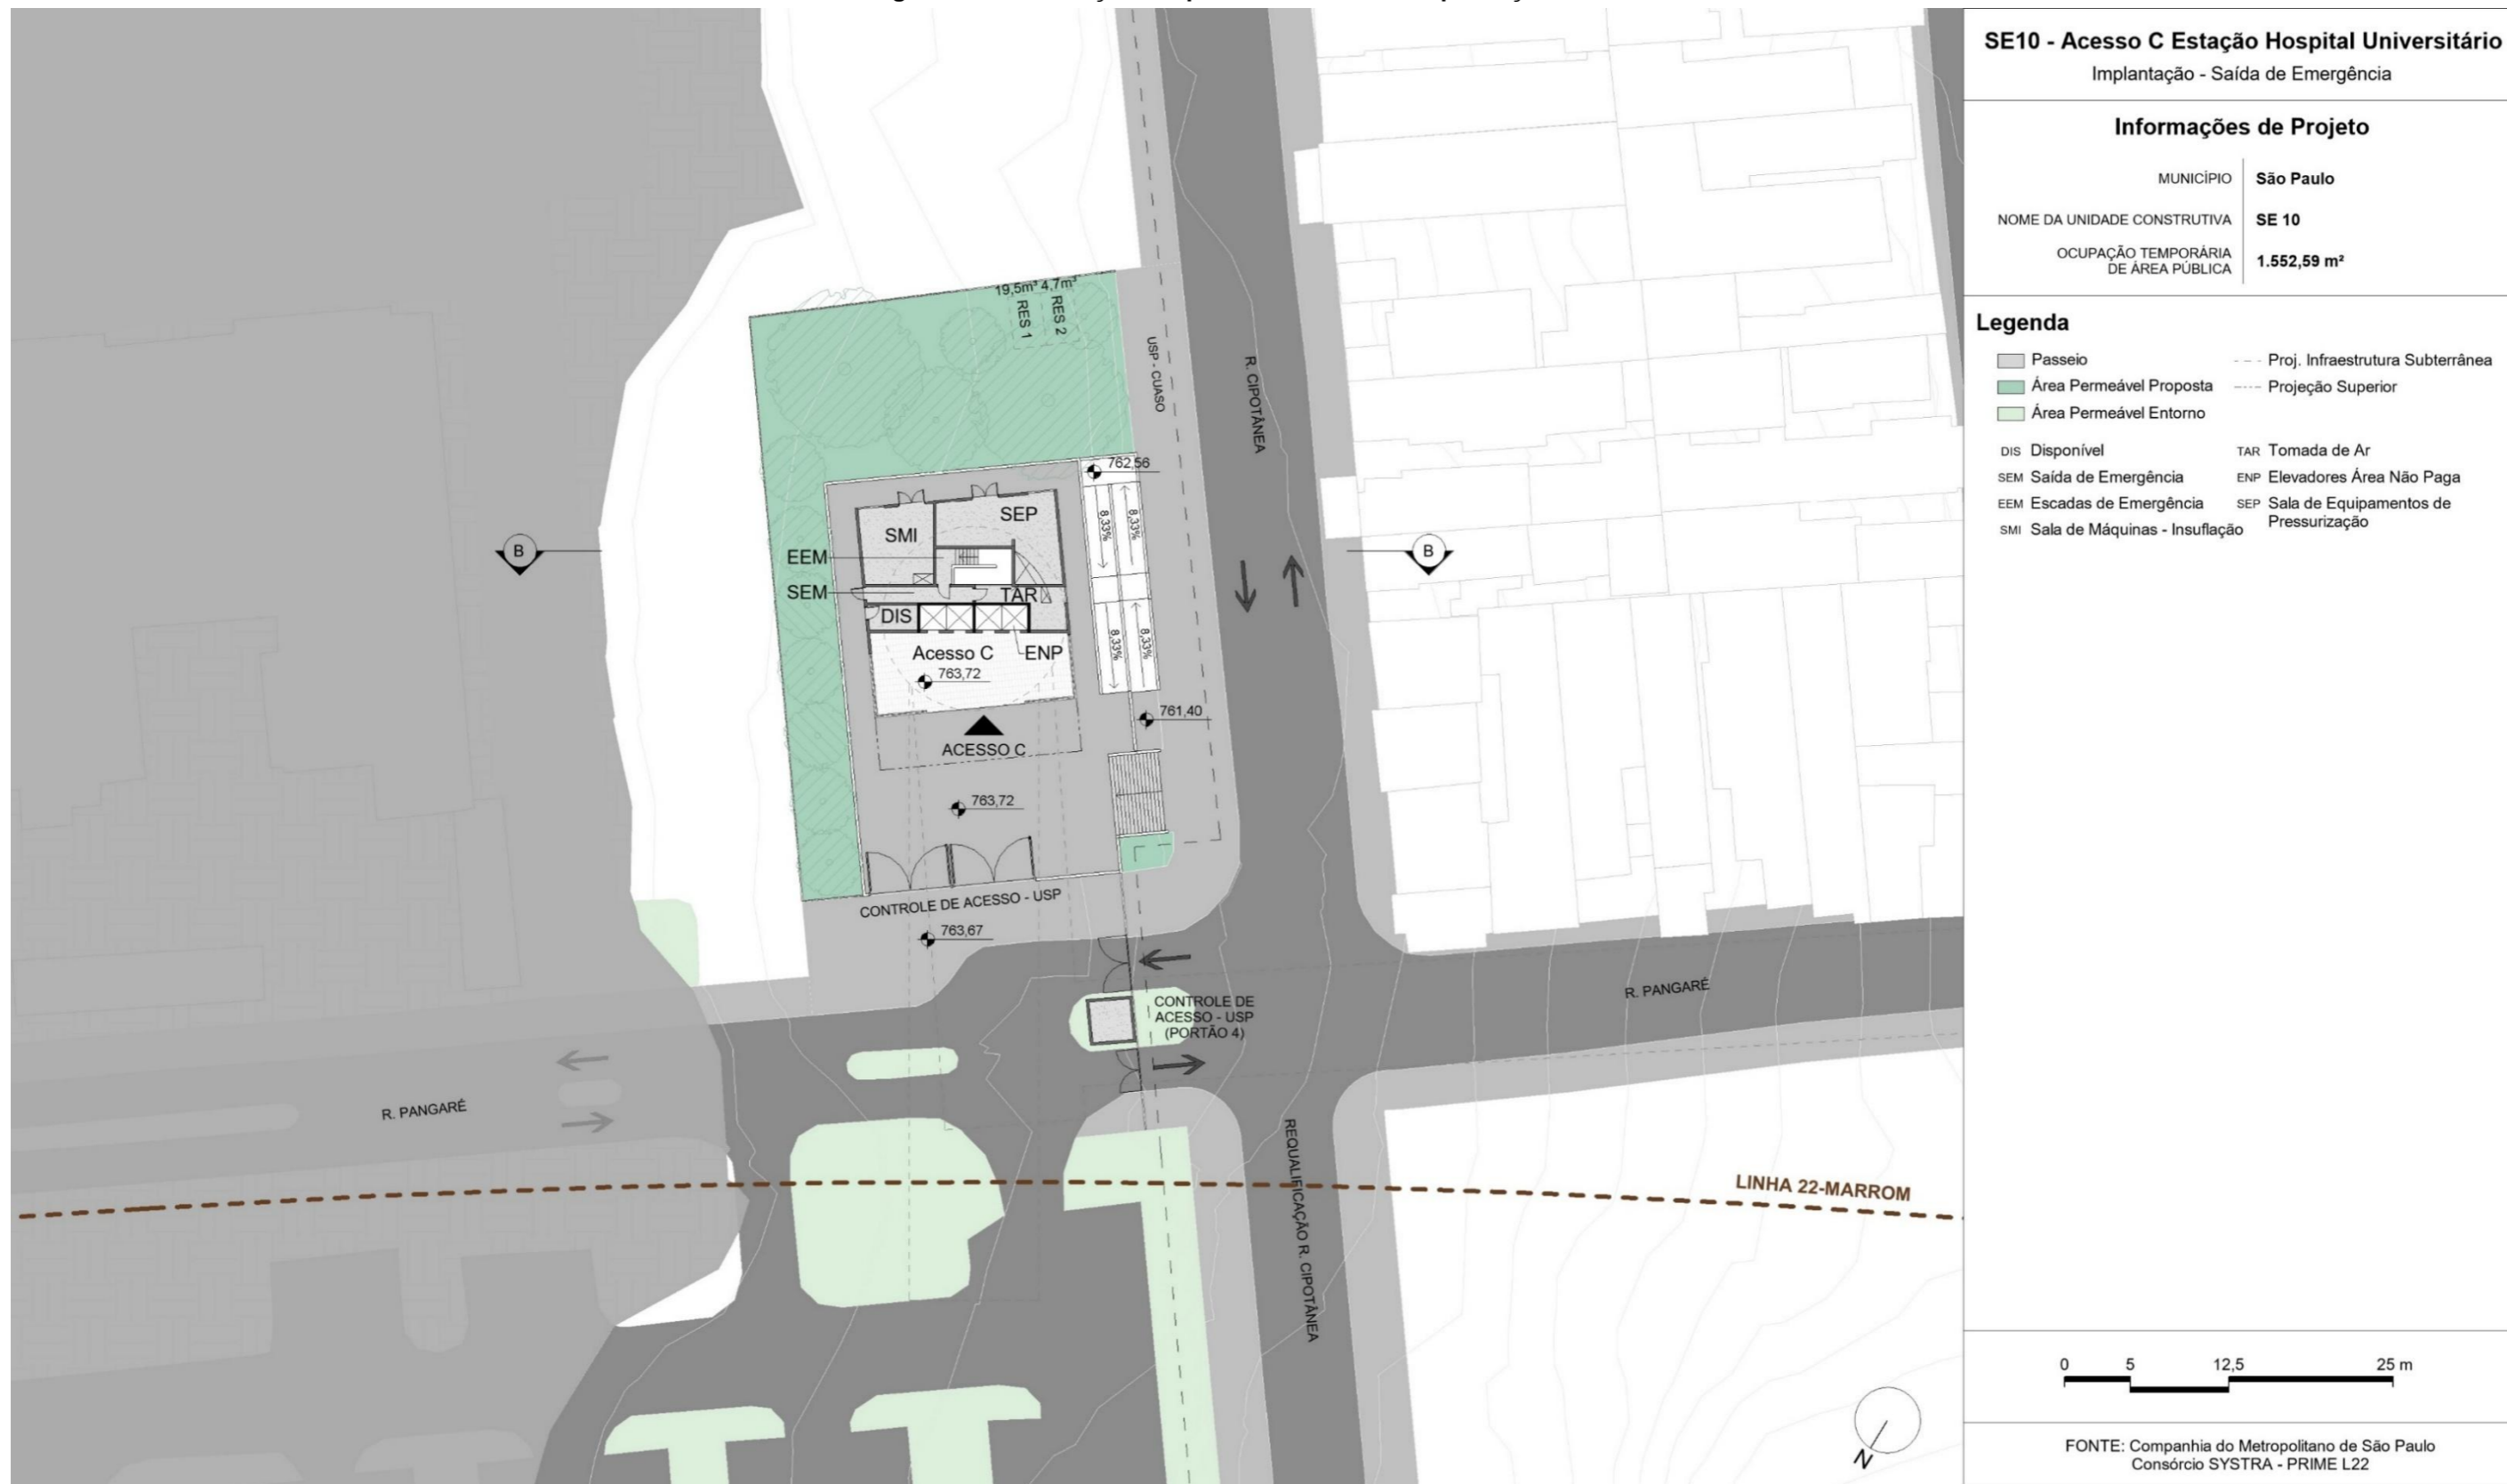 SE10 - Acesso C Estação Hospital Universitário
Implantação - Saída de Emergência
Informações de Projeto
MUNICÍPIO
São Paulo
NOME DA UNIDADE CONSTRUTIVA
SE 10
OCUPAÇÃO TEMPORÁRIA
DE ÁREA PÚBLICA
1.552,59 m²
Legenda
Passeio
Proj. Infraestrutura Subterrânea
Área Permeável Proposta
Projeção Superior
Área Permeável Entorno
DIS Disponível
TAR Tomada de Ar
SEM Saída de Emergência
ENP Elevadores Área Não Paga
EEM Escadas de Emergência
SEP Sala de Equipamentos de
Pressurização
SMI Sala de Máquinas - Insuflação
19,5m³ 4,7m³
RES 1
RES 2
USP - CUASO
R. CIPOTÂNEA
762,56
8,33%
8,33%
8,33%
8,33%
SEP
SMI
EEM
SEM
TAR
DIS
Acesso C
ENP
763,72
B
B
761,40
ACESSO C
763,72
CONTROLE DE ACESSO - USP
763,67
CONTROLE DE
ACESSO - USP
(PORTÃO 4)
R. PANGARÉ
R. PANGARÉ
REQUALIFICAÇÃO R. CIPOTÂNEA
LINHA 22-MARROM
N
0 5 12,5 25 m
FONTE: Companhia do Metropolitano de São Paulo
Consórcio SYSTRA - PRIME L22